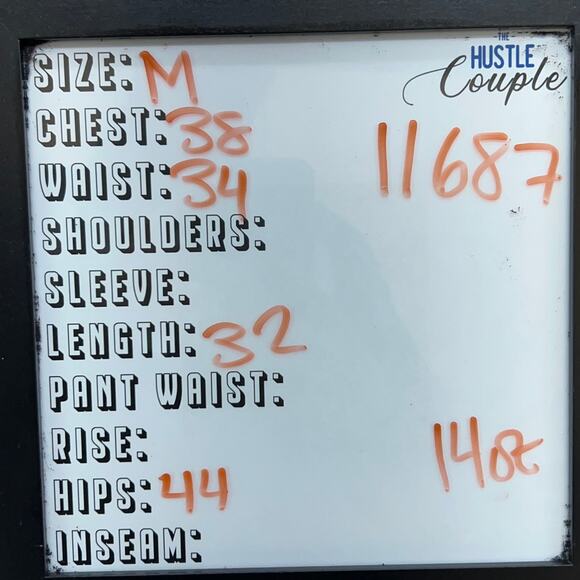 THE
HUSTLE
Couple
SIZE: M
CHEST: 38
11687
WAIST: 34
SHOULDERS:
SLEEVE:
LENGTH: 32
PANT WAIST:
RISE:
14oz
HIPS: 44
INSEAM: